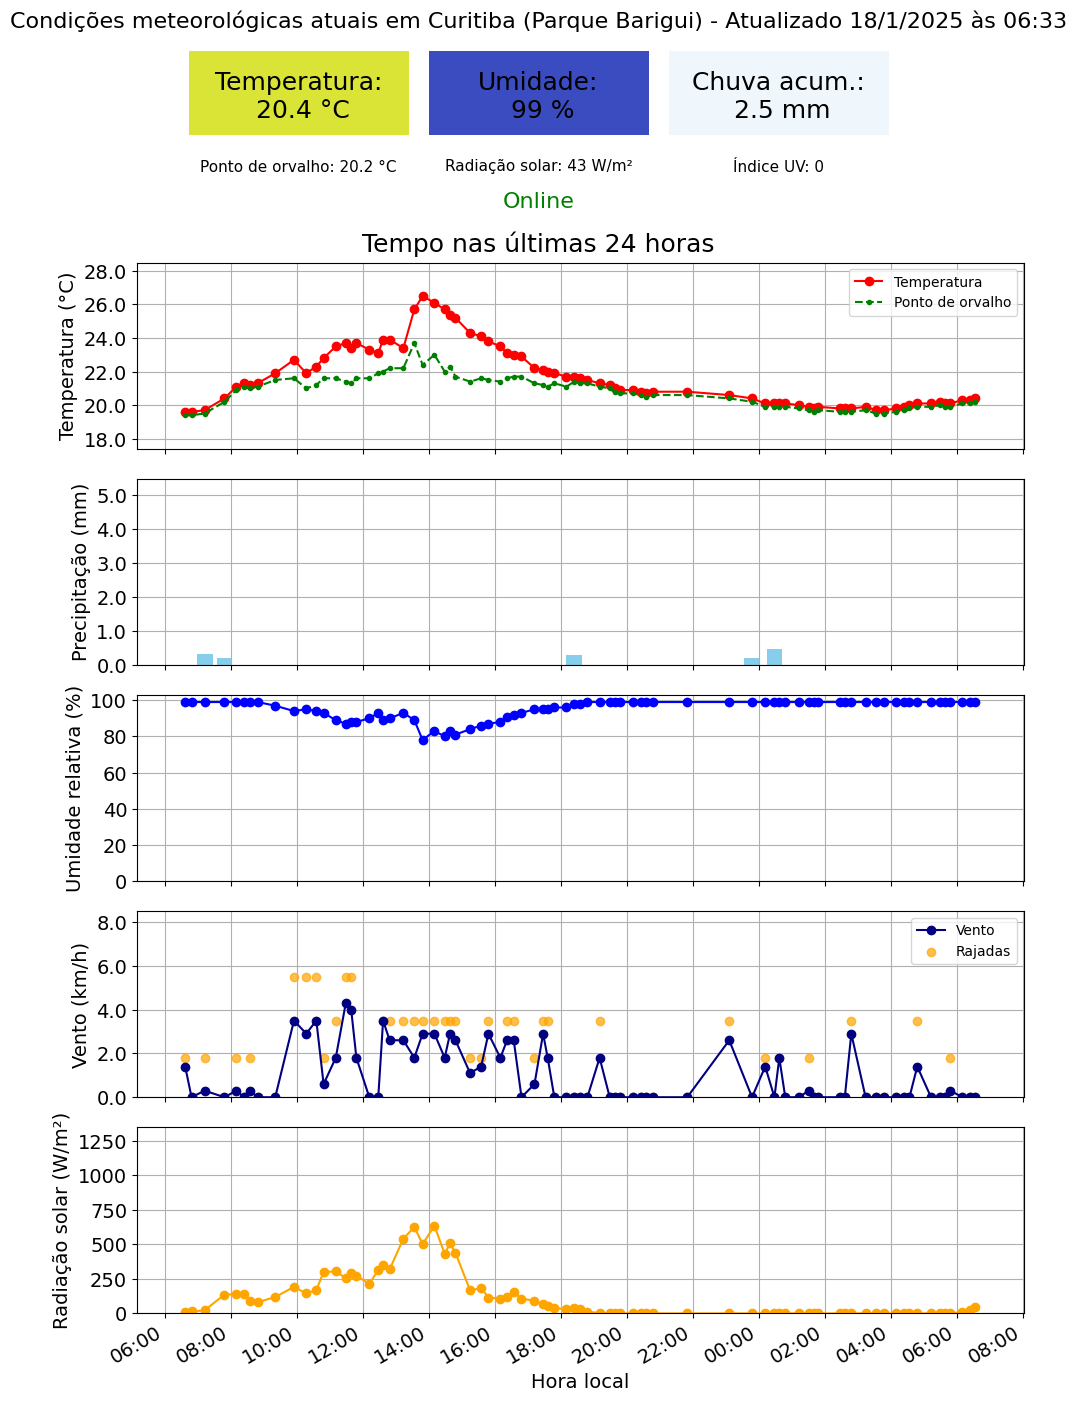 Condições meteorológicas atuais em Curitiba (Parque Barigui) - Atualizado 18/1/2025 às 06:33
Temperatura:
20.4 °C
Umidade:
99 %
Chuva acum.:
2.5 mm
Ponto de orvalho: 20.2 °C
Radiação solar: 43 W/m²
Índice UV: 0
Online
Tempo nas últimas 24 horas
Temperatura (°C)
28.0
26.0
24.0
22.0
20.0
18.0
Temperatura
Ponto de orvalho
Precipitação (mm)
5.0
4.0
3.0
2.0
1.0
0.0
Umidade relativa (%)
100
80
60
40
20
0
Vento (km/h)
8.0
6.0
4.0
2.0
0.0
Vento
Rajadas
Radiação solar (W/m²)
1250
1000
750
500
250
0
06:00
08:00
10:00
12:00
14:00
16:00
18:00
20:00
22:00
00:00
02:00
04:00
06:00
08:00
Hora local